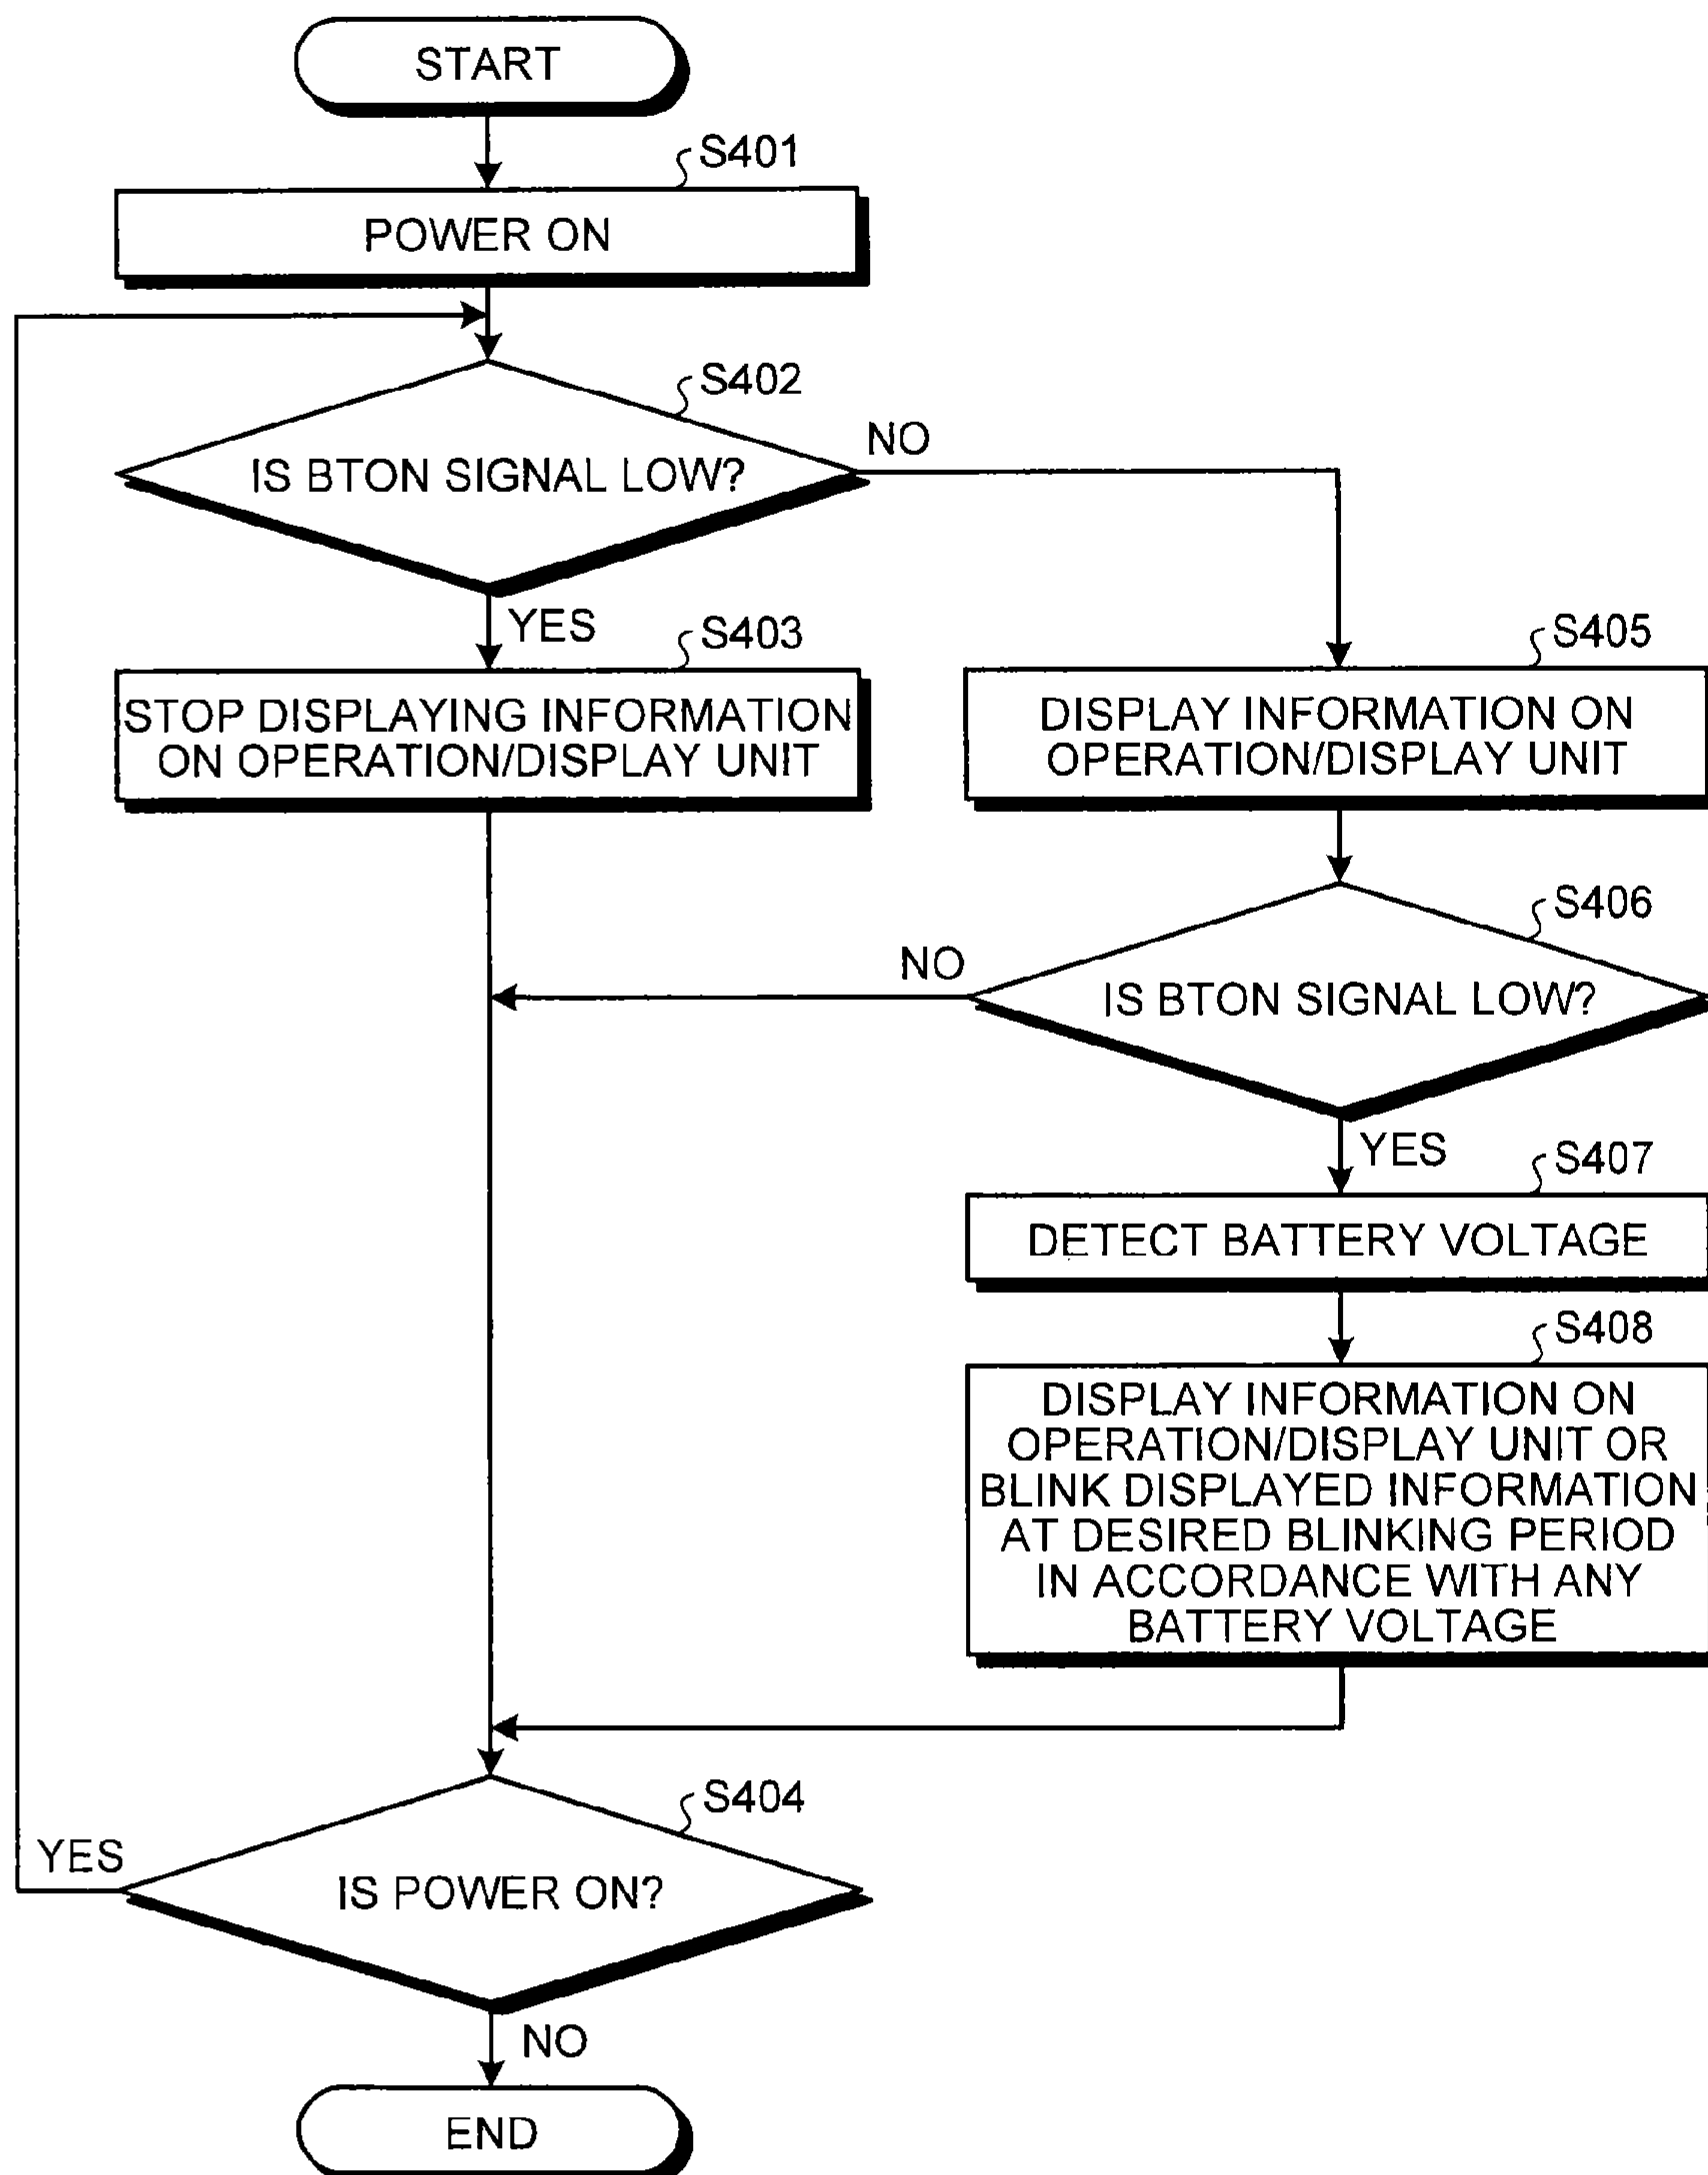 START
S401
POWER ON
S402
IS BTON SIGNAL LOW?
NO
YES
S403
STOP DISPLAYING INFORMATION
ON OPERATION/DISPLAY UNIT
S405
DISPLAY INFORMATION ON
OPERATION/DISPLAY UNIT
S406
NO
IS BTON SIGNAL LOW?
YES
S407
DETECT BATTERY VOLTAGE
S408
DISPLAY INFORMATION ON
OPERATION/DISPLAY UNIT OR
BLINK DISPLAYED INFORMATION
AT DESIRED BLINKING PERIOD
IN ACCORDANCE WITH ANY
BATTERY VOLTAGE
S404
YES
IS POWER ON?
NO
END